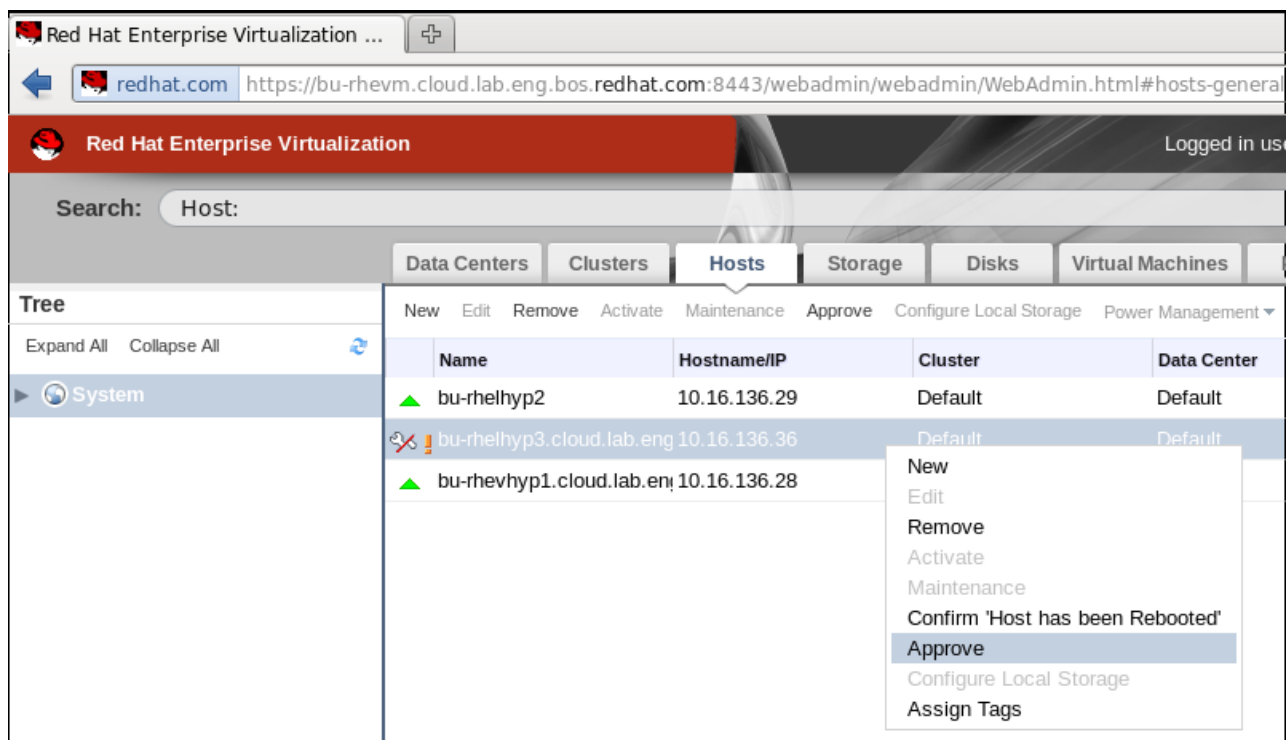 Red Hat Enterprise Virtualization ...
redhat.com https://bu-rhevm.cloud.lab.eng.bos.redhat.com:8443/webadmin/webadmin/WebAdmin.html#hosts-general
Red Hat Enterprise Virtualization Logged in use
Search: Host:
Data Centers Clusters Hosts Storage Disks Virtual Machines
Tree
New Edit Remove Activate Maintenance Approve Configure Local Storage Power Management
Expand All Collapse All
Name Hostname/IP Cluster Data Center
System
bu-rhelhyp2 10.16.136.29 Default Default
bu-rhelhyp3.cloud.lab.eng 10.16.136.36 Default Default
bu-rhevhyp1.cloud.lab.en 10.16.136.28
New
Edit
Remove
Activate
Maintenance
Confirm 'Host has been Rebooted'
Approve
Configure Local Storage
Assign Tags